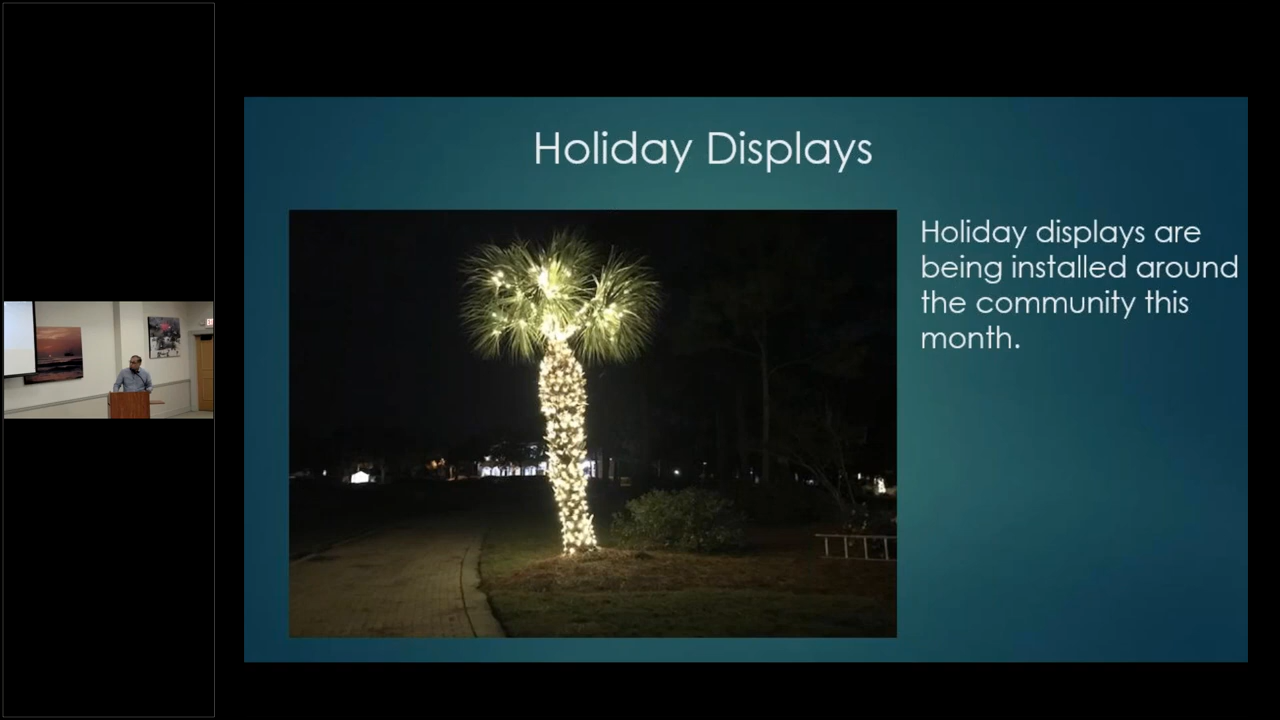 Holiday Displays
Holiday displays are
being installed around
the community this
month.